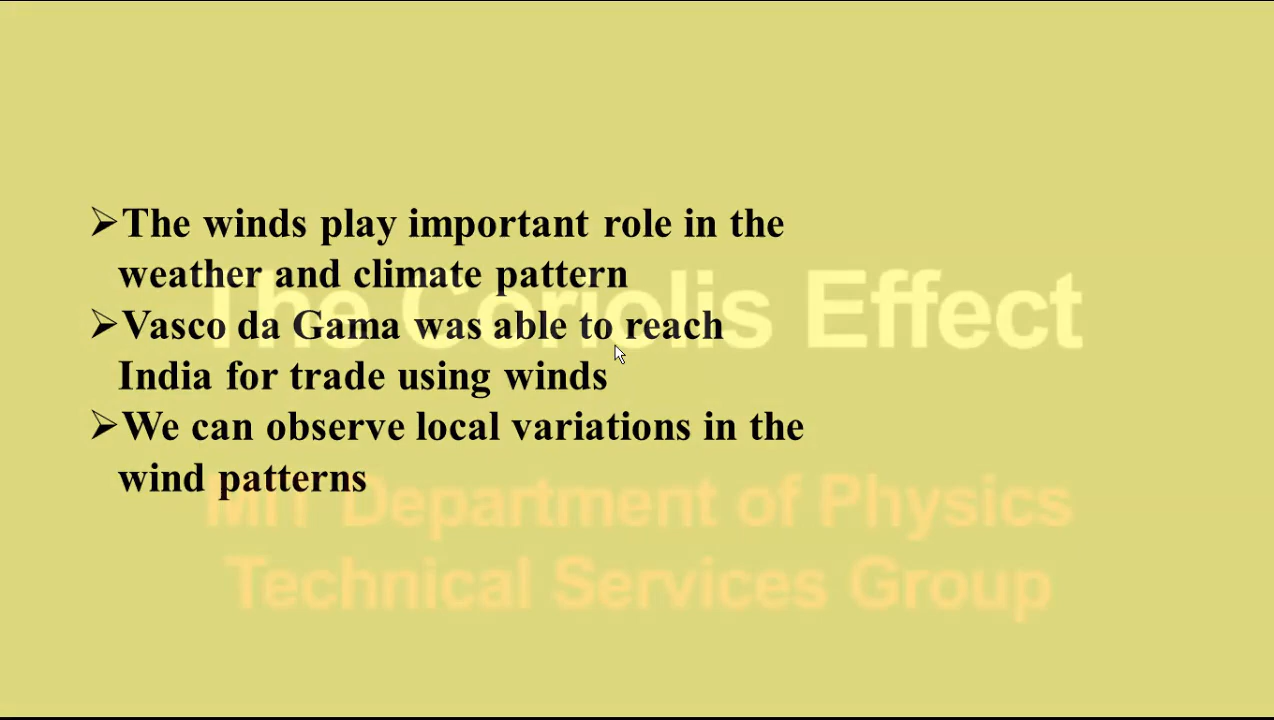 ➢The winds play important role in the
weather and climate pattern
The Coriolis Effect
➢Vasco da Gama was able to reach
India for trade using winds
➢We can observe local variations in the
wind patterns
MIT Department of Physics
Technical Services Group